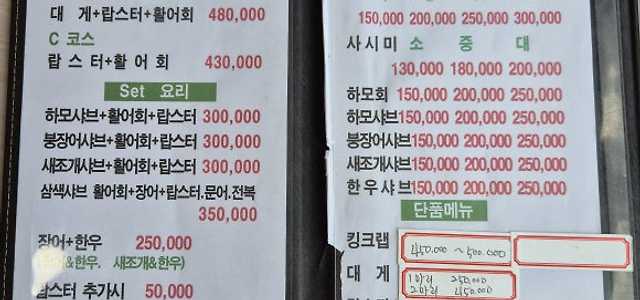 대 게+랍스터+활어회 480,000
C 코스
랍스터+활어회 430,000
Set 요리
하모샤브+활어회+랍스터 300,000
붕장어샤브+활어회+랍스터 300,000
새조개샤브+활어회+랍스터 300,000
삼색샤브 활어회+장어+랍스터,문어,전복
350,000
장어+한우 250,000
&한우. 새조개&한우)
랍스터 추가시 50,000
150,000 200,000 250,000 300,000
사시미 소 중 대
130,000 180,000 200,000
하모회 150,000 200,000 250,000
하모샤브 150,000 200,000 250,000
붕장어샤브 150,000 200,000 250,000
새조개샤브 150,000 200,000 250,000
한우샤브 150,000 200,000 250,000
단품메뉴
킹크랩 450.000 ~ 500.000
대 게 1마리 250,000
2마리 450.000